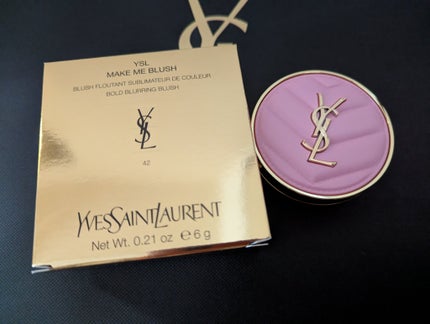 YSL
MAKE ME BLUSH
BLUSH FLOUTANT SUBLIMATEUR DE COULEUR
BOLD BLURRING BLUSH
YSL
42
YVESSAINTLAURENT
Net Wt. 0.21 oz ℮ 6 g
YSL